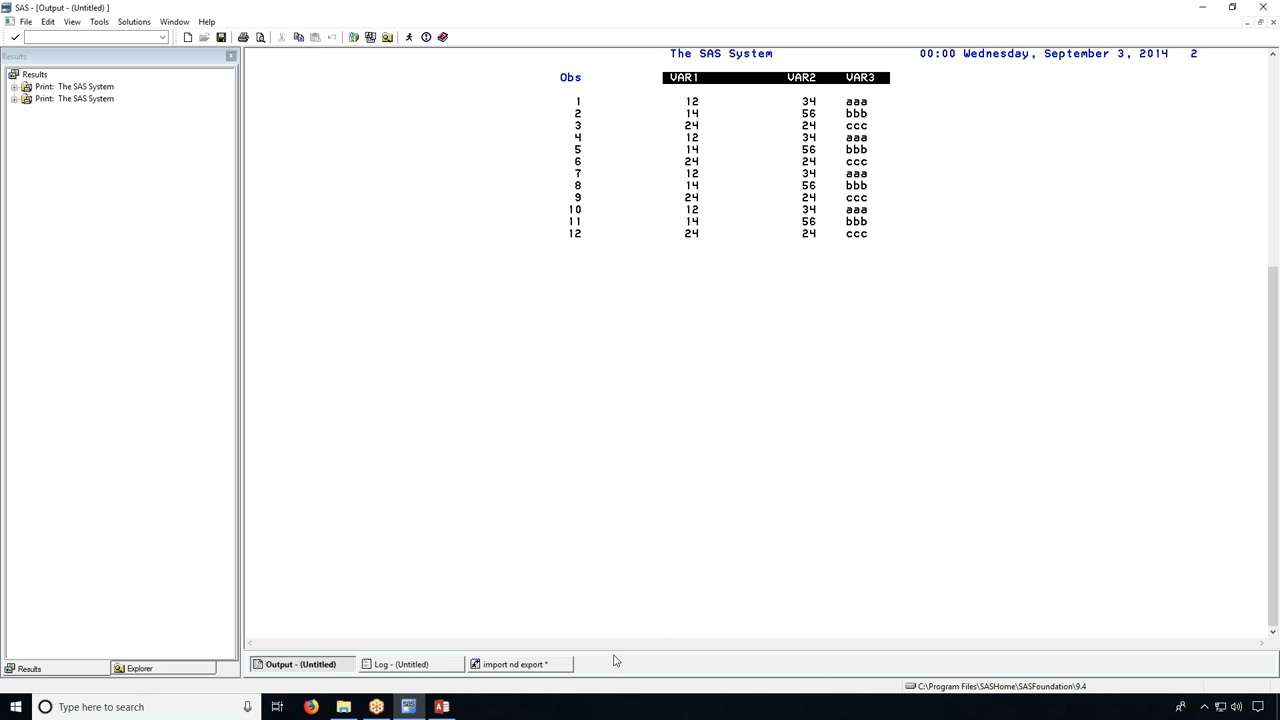 SAS - [Output - (Untitled) ]
File Edit View Tools Solutions Window Help
Results
Results
Print: The SAS System
Print: The SAS System
The SAS System 00:00 Wednesday, September 3, 2014 2
Obs VAR1 VAR2 VAR3
1 12 34 aaa
2 14 56 bbb
3 24 24 ccc
4 12 34 aaa
5 14 56 bbb
6 24 24 ccc
7 12 34 aaa
8 14 56 bbb
9 24 24 ccc
10 12 34 aaa
11 14 56 bbb
12 24 24 ccc
Results Explorer
Output - (Untitled) Log - (Untitled) import nd export *
C:\Program Files\SASHome\SASFoundation\9.4
Type here to search